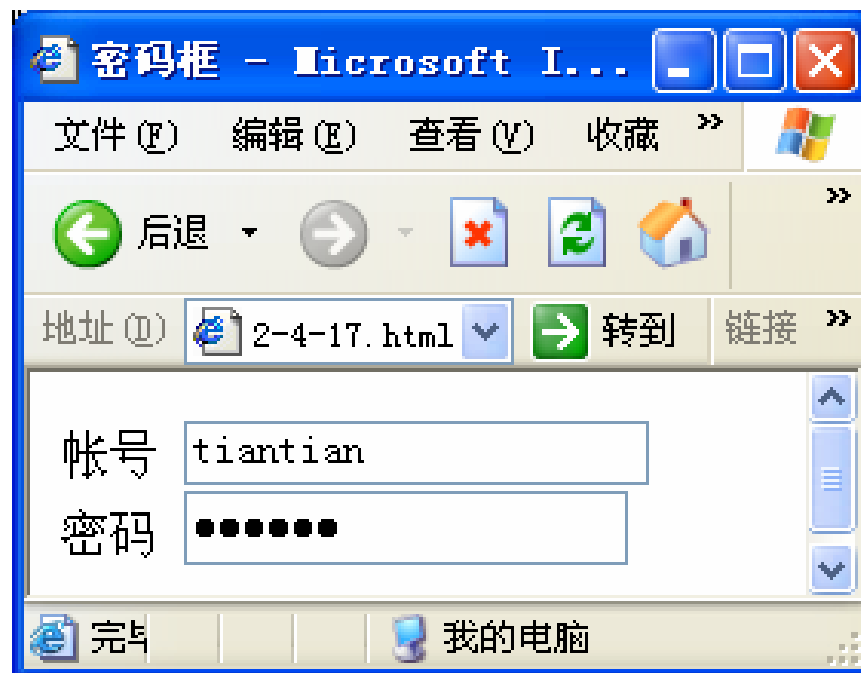 密码框 - Microsoft I...
文件(F) 编辑(E) 查看(V) 收藏 »
后退 »
地址(D) 2-4-17.html 转到 链接 »
帐号 tiantian
密码 ●●●●●●
完 我的电脑